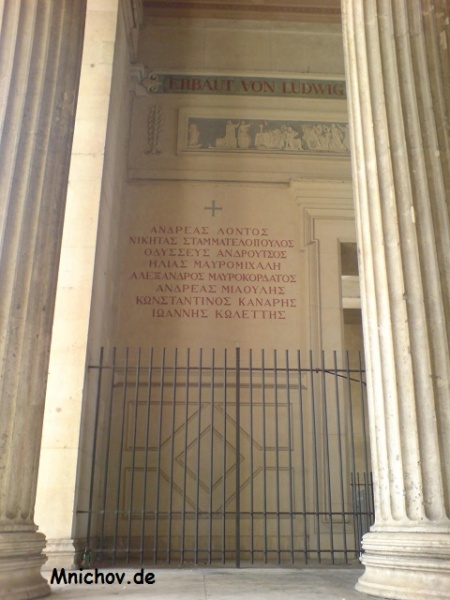 ERBAUT VON LUDWIG
ΑΝΔΡΕΑΣ ΛΟΝΤΟΣ
ΝΙΚΗΤΑΣ ΣΤΑΜΜΑΤΕΛΟΠΟΥΛΟΣ
ΟΔΥΣΣΕΥΣ ΑΝΔΡΟΥΤΣΟΣ
ΗΛΙΑΣ ΜΑΥΡΟΜΙΧΑΛΗ
ΑΛΕΞΑΝΔΡΟΣ ΜΑΥΡΟΚΟΡΔΑΤΟΣ
ΑΝΔΡΕΑΣ ΜΙΑΟΥΛΗΣ
ΚΩΝΣΤΑΝΤΙΝΟΣ ΚΑΝΑΡΗΣ
ΙΩΑΝΝΗΣ ΚΩΛΕΤΤΗΣ
Mnichov.de